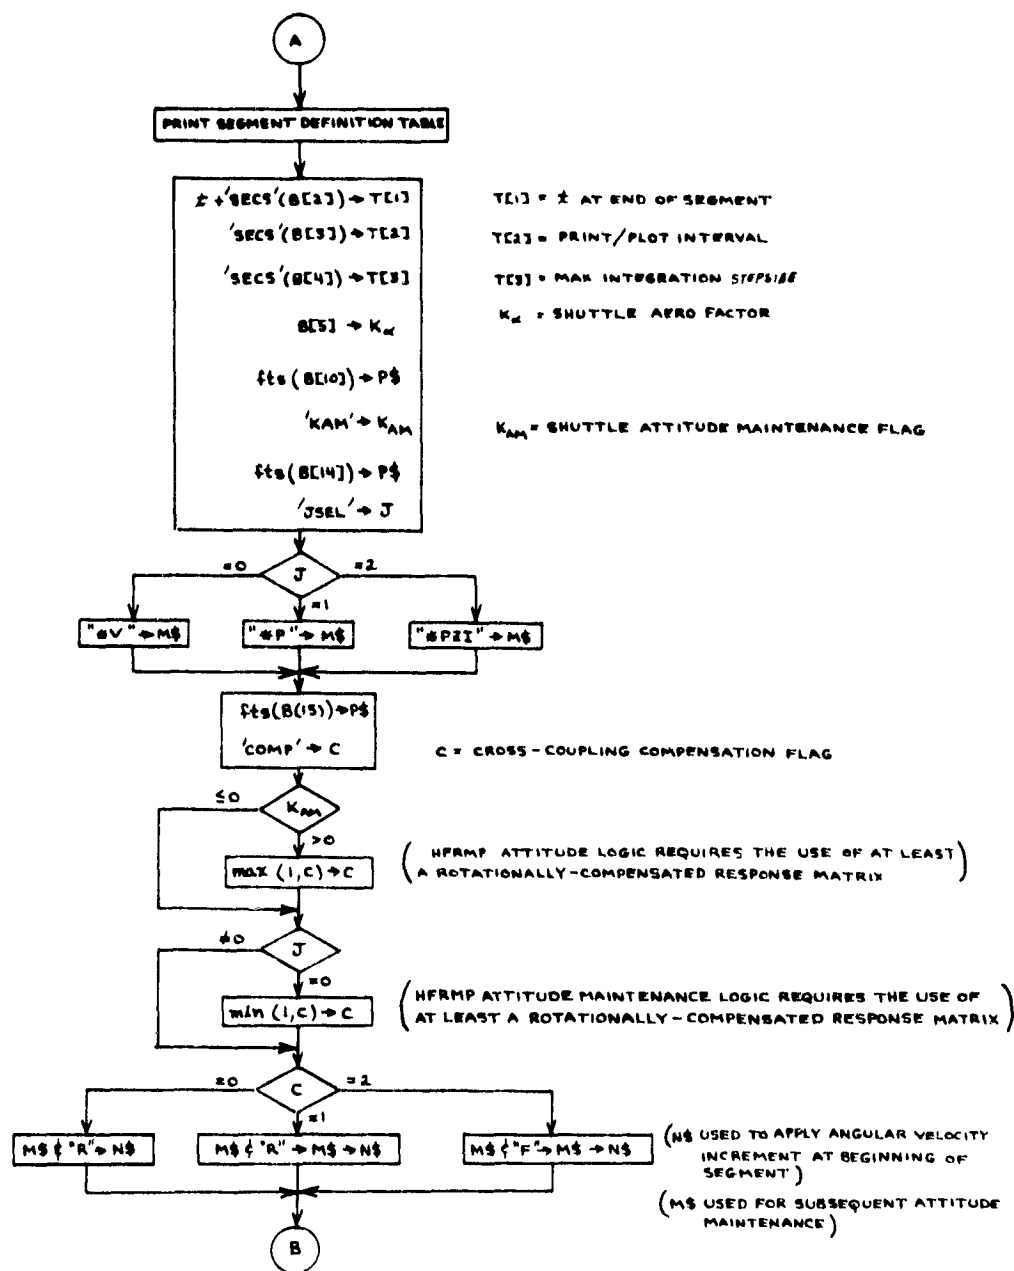 A
PRINT SEGMENT DEFINITION TABLE
t + 'SECS' (B[2]) → T[1]
T[1] = t AT END OF SEGMENT
'SECS' (B[3]) → T[2]
T[2] = PRINT/PLOT INTERVAL
'SECS' (B[4]) → T[3]
T[3] = MAX INTEGRATION STEPSIZE
B[5] → Kα
Kα = SHUTTLE AERO FACTOR
fts (B[10]) → P$
'KAM' → KAM
KAM = SHUTTLE ATTITUDE MAINTENANCE FLAG
fts (B[14]) → P$
'JSEL' → J
=0
J
=2
=1
"*V" → M$
"*P" → M$
"*PZI" → M$
fts(B(15)) → P$
'COMP' → C
C = CROSS-COUPLING COMPENSATION FLAG
≤0
KAM
>0
max (1,C) → C
(HFRMP ATTITUDE LOGIC REQUIRES THE USE OF AT LEAST
A ROTATIONALLY-COMPENSATED RESPONSE MATRIX)
≠0
J
=0
min (1,C) → C
(HFRMP ATTITUDE MAINTENANCE LOGIC REQUIRES THE USE OF
AT LEAST A ROTATIONALLY-COMPENSATED RESPONSE MATRIX)
=0
C
=2
=1
M$ ¢ "R" → N$
M$ ¢ "R" → M$ → N$
M$ ¢ "F" → M$ → N$
(N$ USED TO APPLY ANGULAR VELOCITY
INCREMENT AT BEGINNING OF
SEGMENT)
(M$ USED FOR SUBSEQUENT ATTITUDE
MAINTENANCE)
B